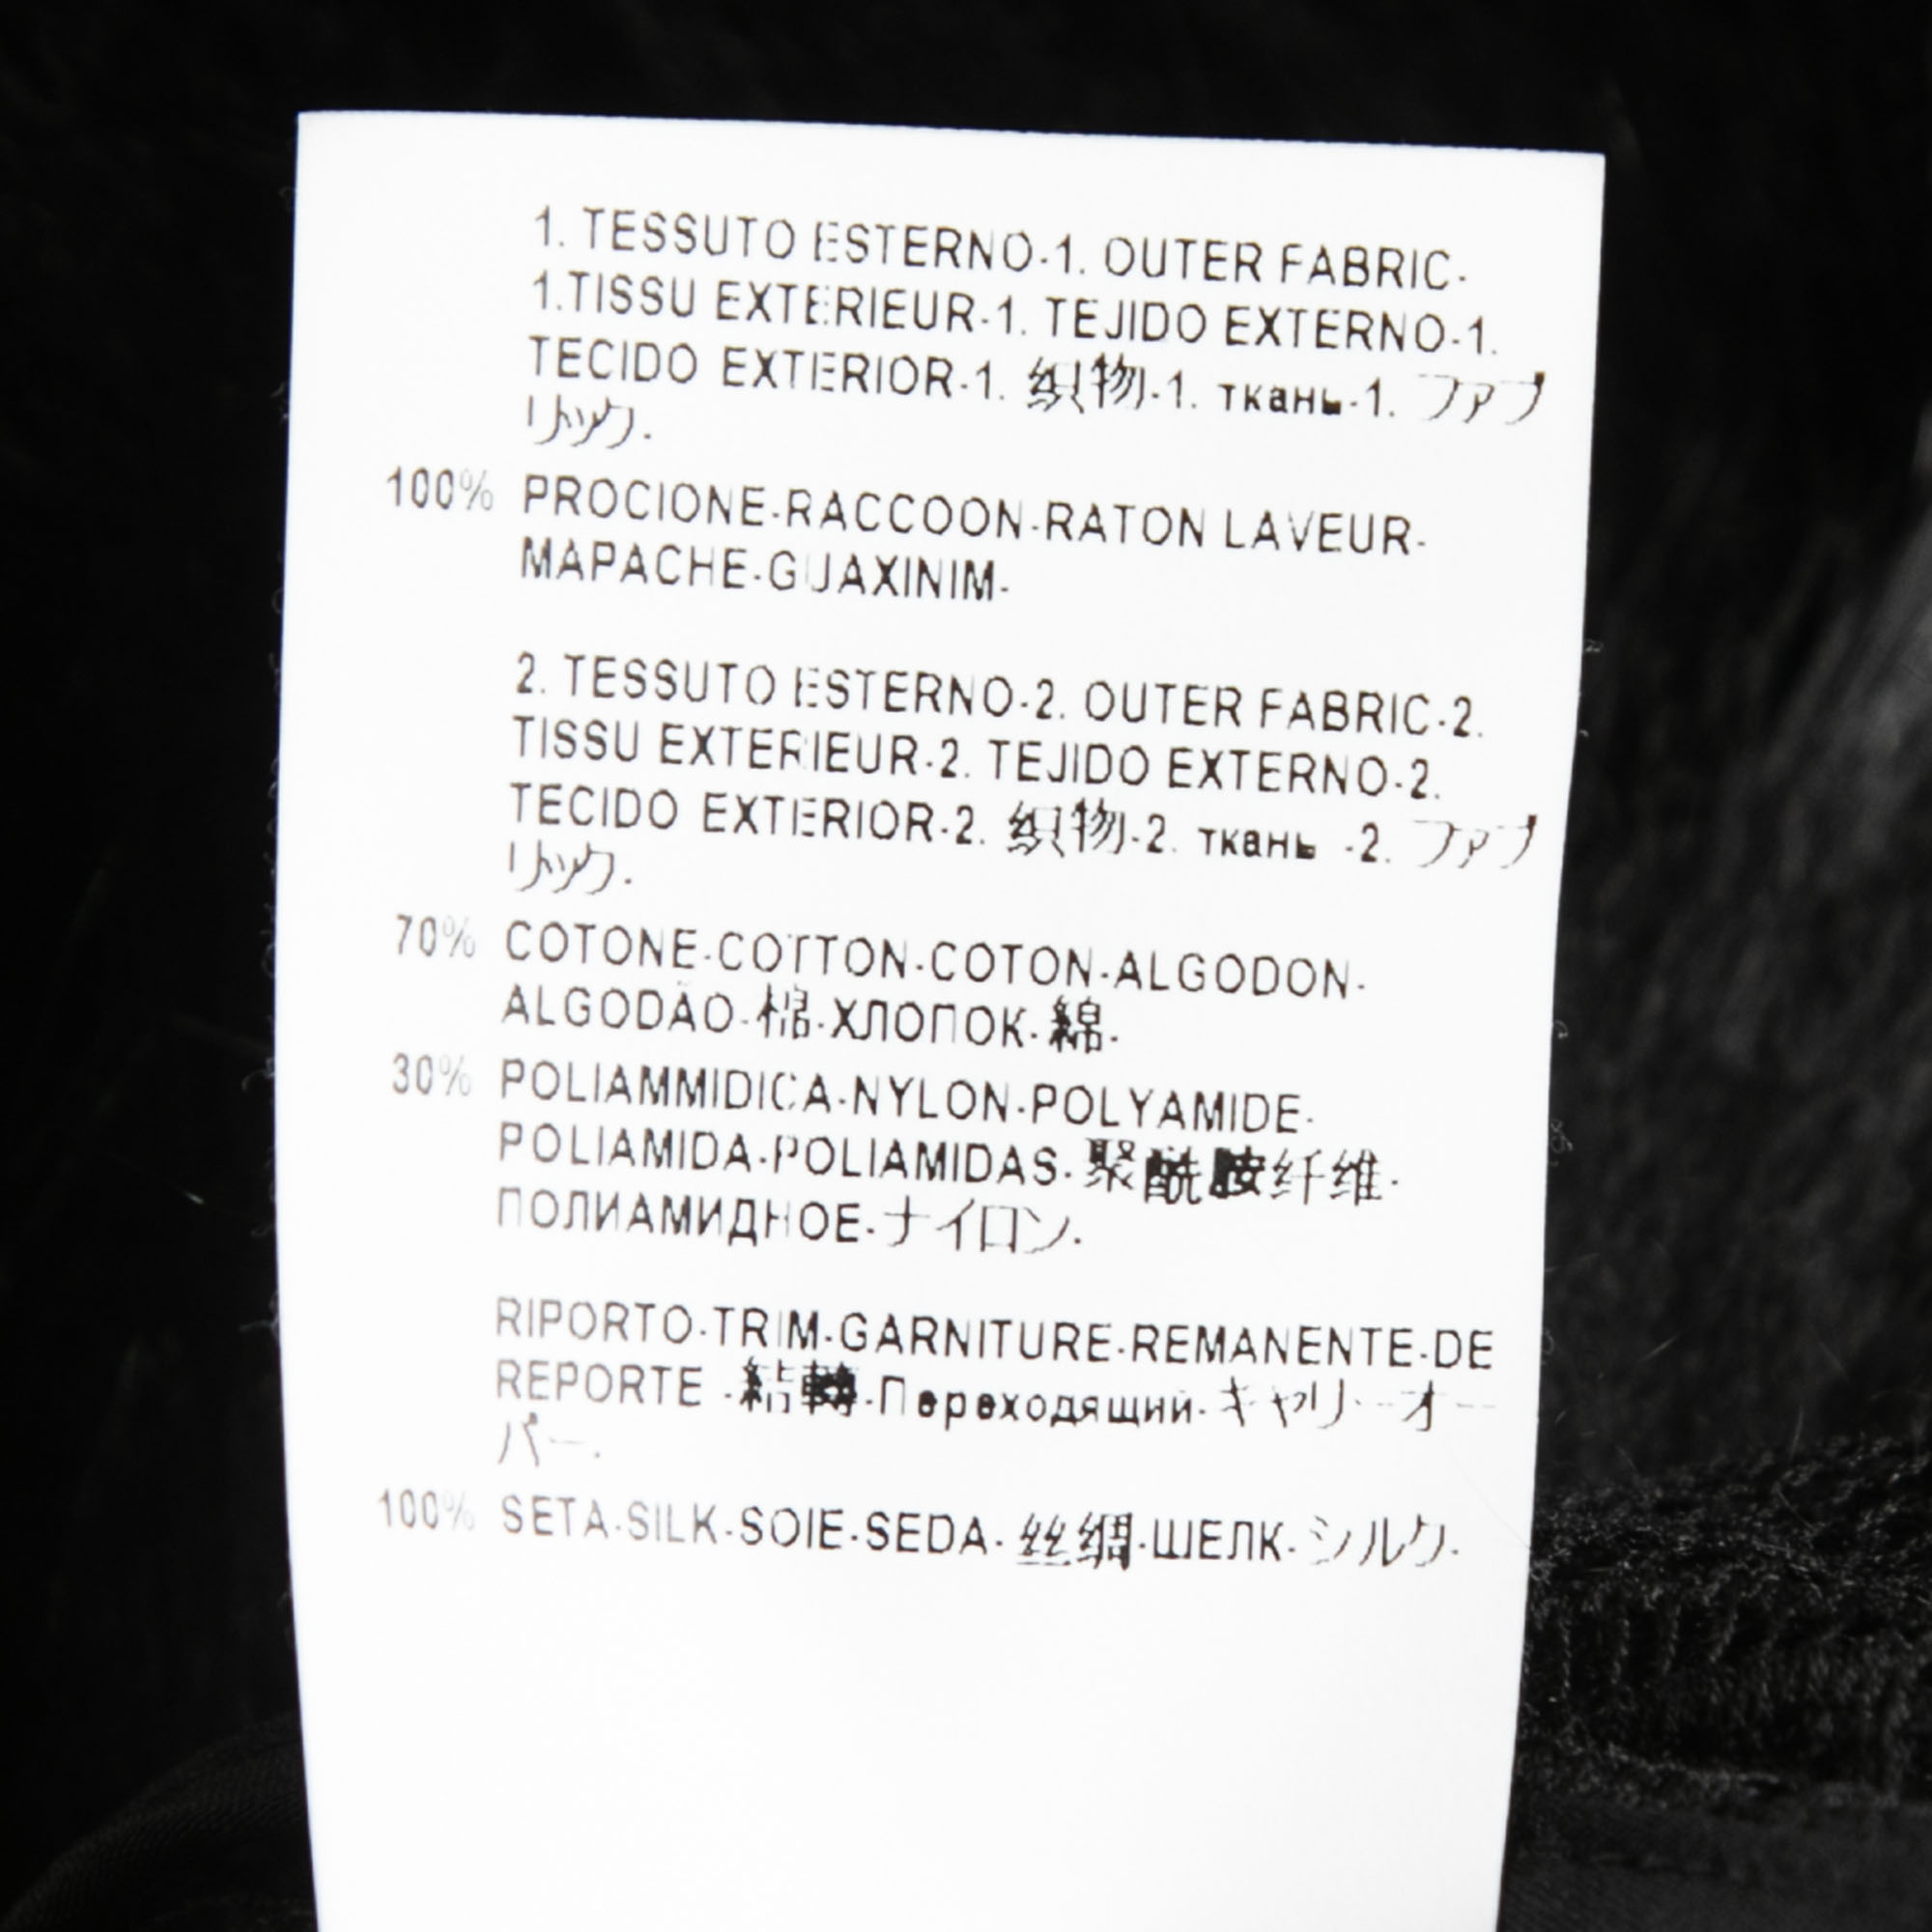 1. TESSUTO ESTERNO-1. OUTER FABRIC-
1.TISSU EXTERIEUR-1. TEJIDO EXTERNO-1.
TECIDO EXTERIOR-1. 织物-1. ткань-1. ファブ
リック.
100% PROCIONE-RACCOON-RATON LAVEUR-
MAPACHE-GUAXINIM-
2. TESSUTO ESTERNO-2. OUTER FABRIC-2.
TISSU EXTERIEUR-2. TEJIDO EXTERNO-2.
TECIDO EXTERIOR-2. 织物-2. ткань -2. ファブ
リック.
70% COTONE-COTTON-COTON-ALGODON-
ALGODÃO-棉-ХЛОПОК-綿-
30% POLIAMMIDICA-NYLON-POLYAMIDE-
POLIAMIDA-POLIAMIDAS-聚酰胺纤维-
ПОЛИАМИДНОЕ-ナイロン.
RIPORTO-TRIM-GARNITURE-REMANENTE-DE
REPORTE -結轉-Переходящий-キャリーオー
バー.
100% SETA-SILK-SOIE-SEDA-丝绸-ШЕЛК-シルク.